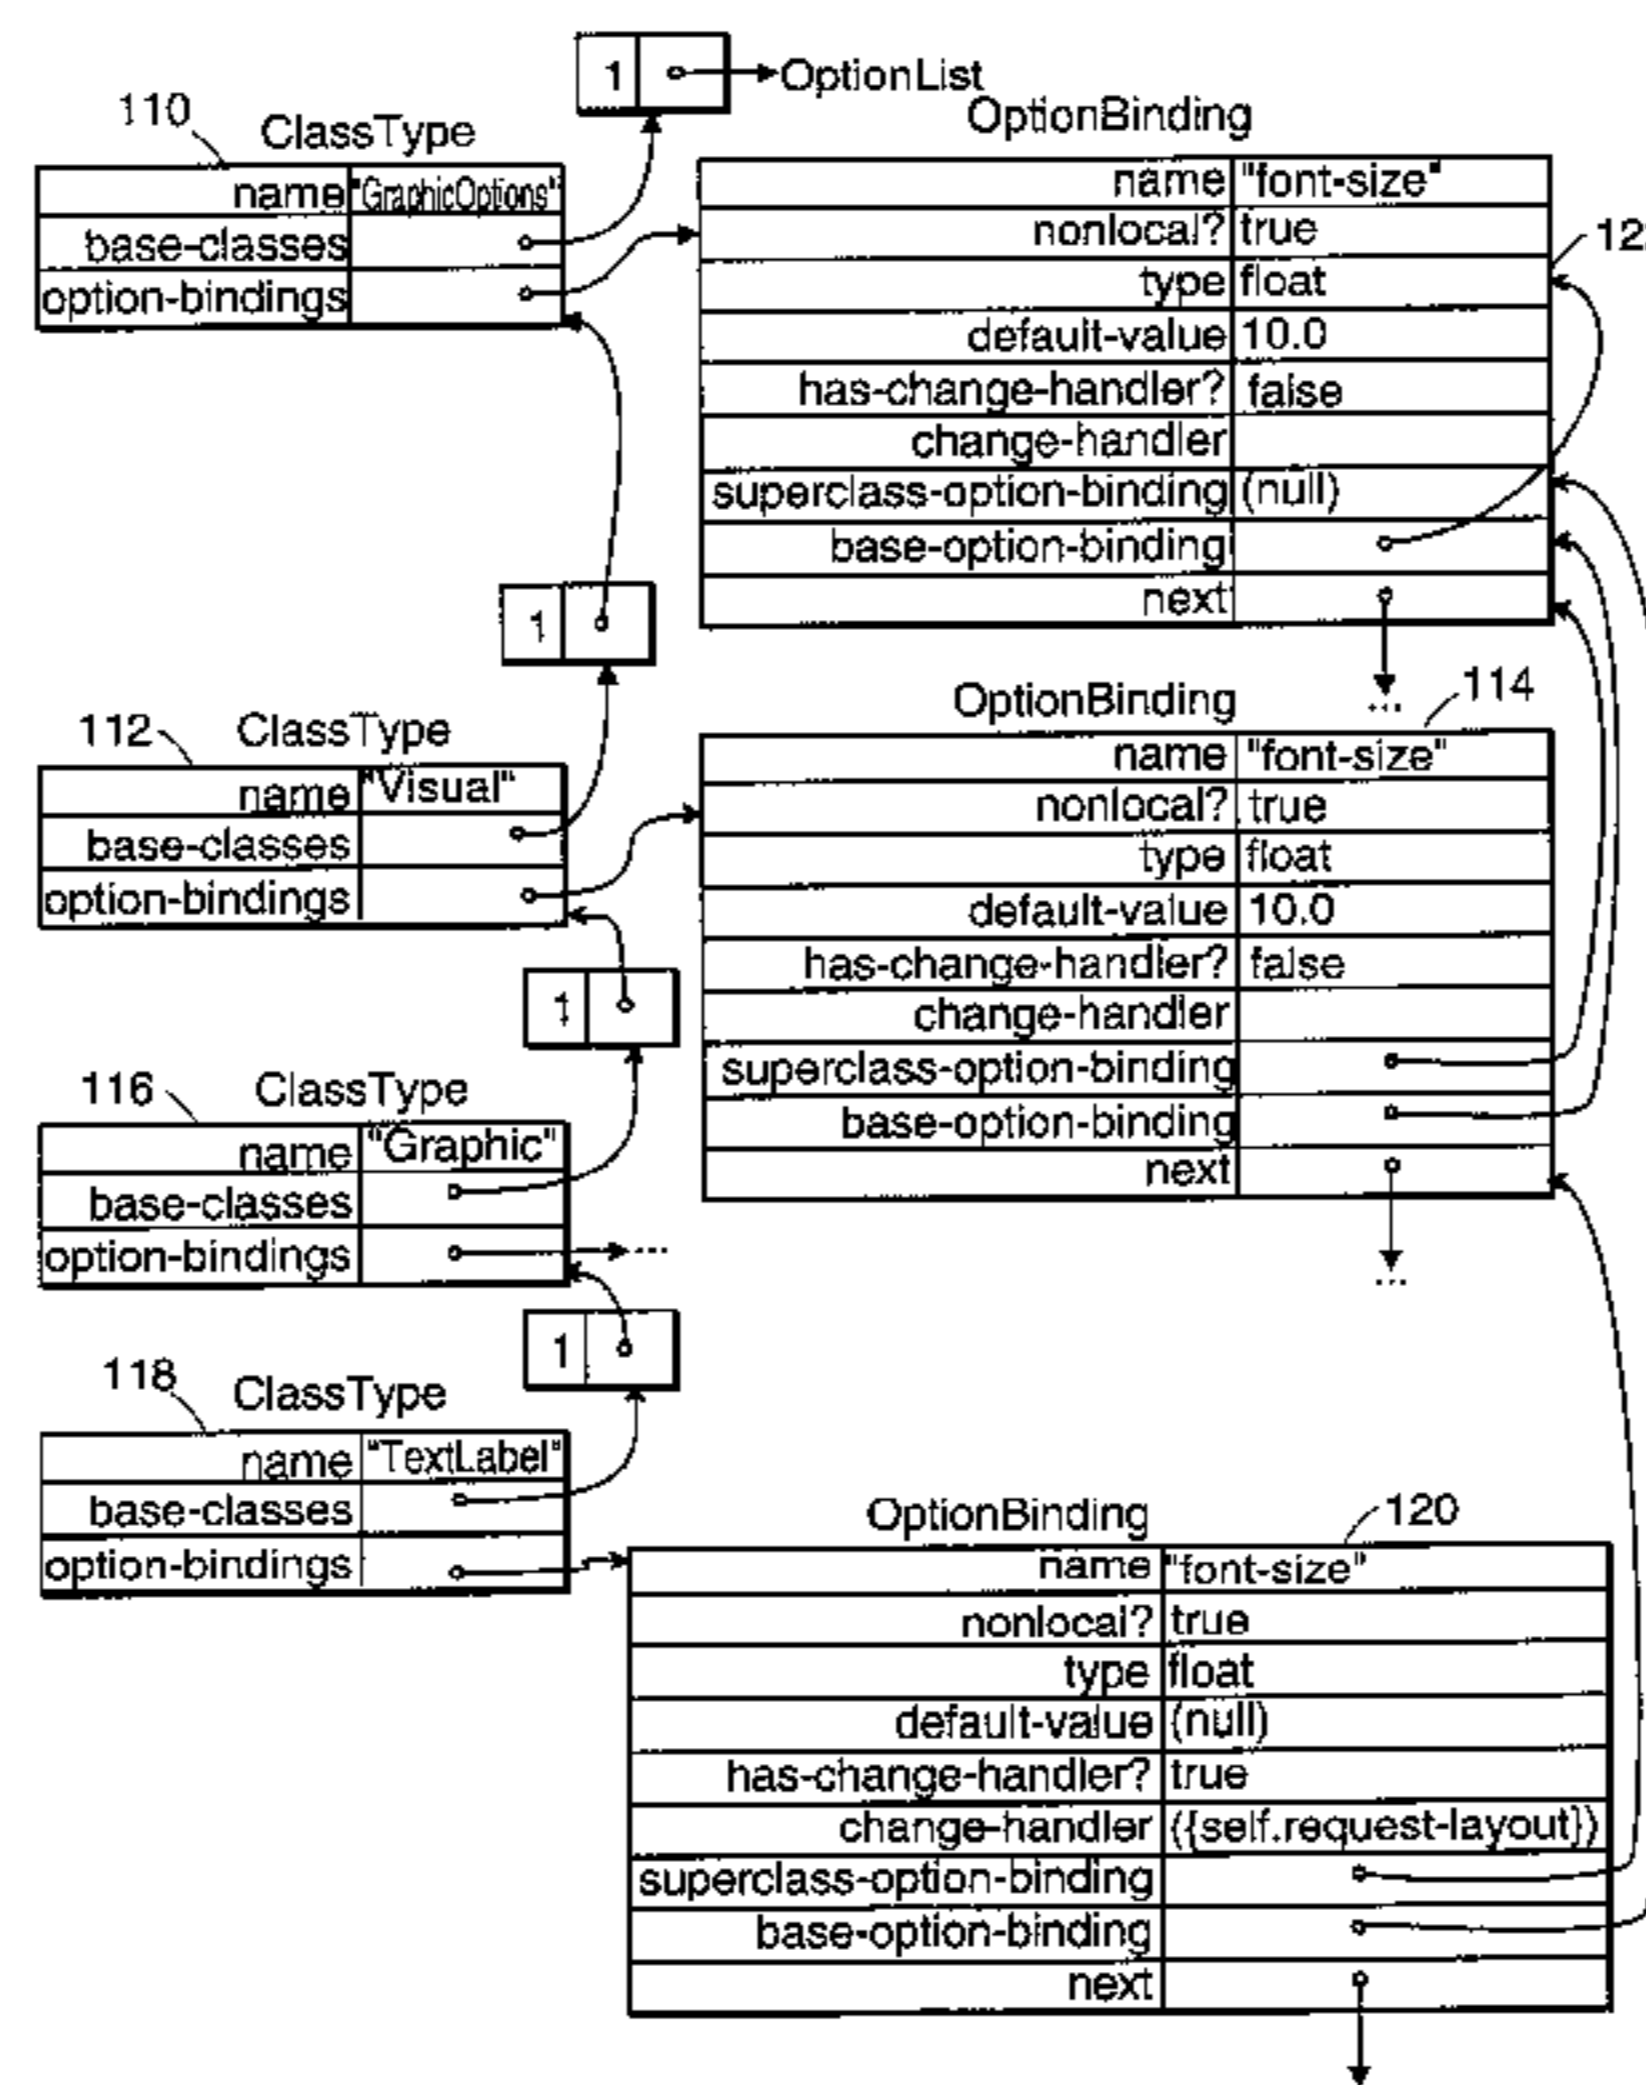 1 OptionList
110 ClassType
name "GraphicOptions"
base-classes
option-bindings
OptionBinding
name "font-size"
nonlocal? true
type float
default-value 10.0
has-change-handler? false
change-handler
superclass-option-binding (null)
base-option-binding
next
...
1
112 ClassType
name "Visual"
base-classes
option-bindings
OptionBinding 114
name "font-size"
nonlocal? true
type float
default-value 10.0
has-change-handler? false
change-handler
superclass-option-binding
base-option-binding
next
...
1
116 ClassType
name "Graphic"
base-classes
option-bindings ...
1
118 ClassType
name "TextLabel"
base-classes
option-bindings
OptionBinding 120
name "font-size"
nonlocal? true
type float
default-value (null)
has-change-handler? true
change-handler ({self.request-layout})
superclass-option-binding
base-option-binding
next